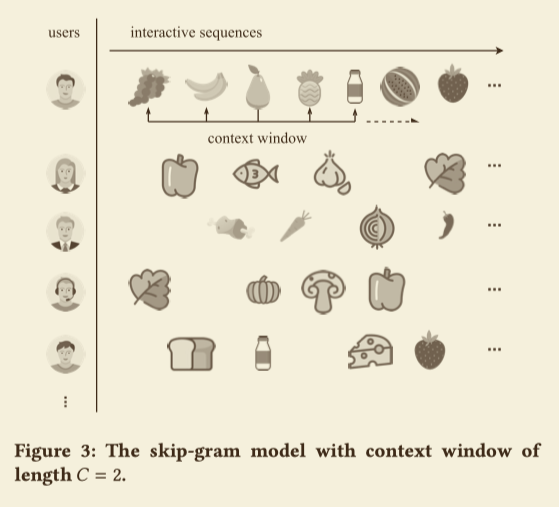 users
interactive sequences
...
context window
...
...
...
...
⋮
Figure 3: The skip-gram model with context window of
length C = 2.